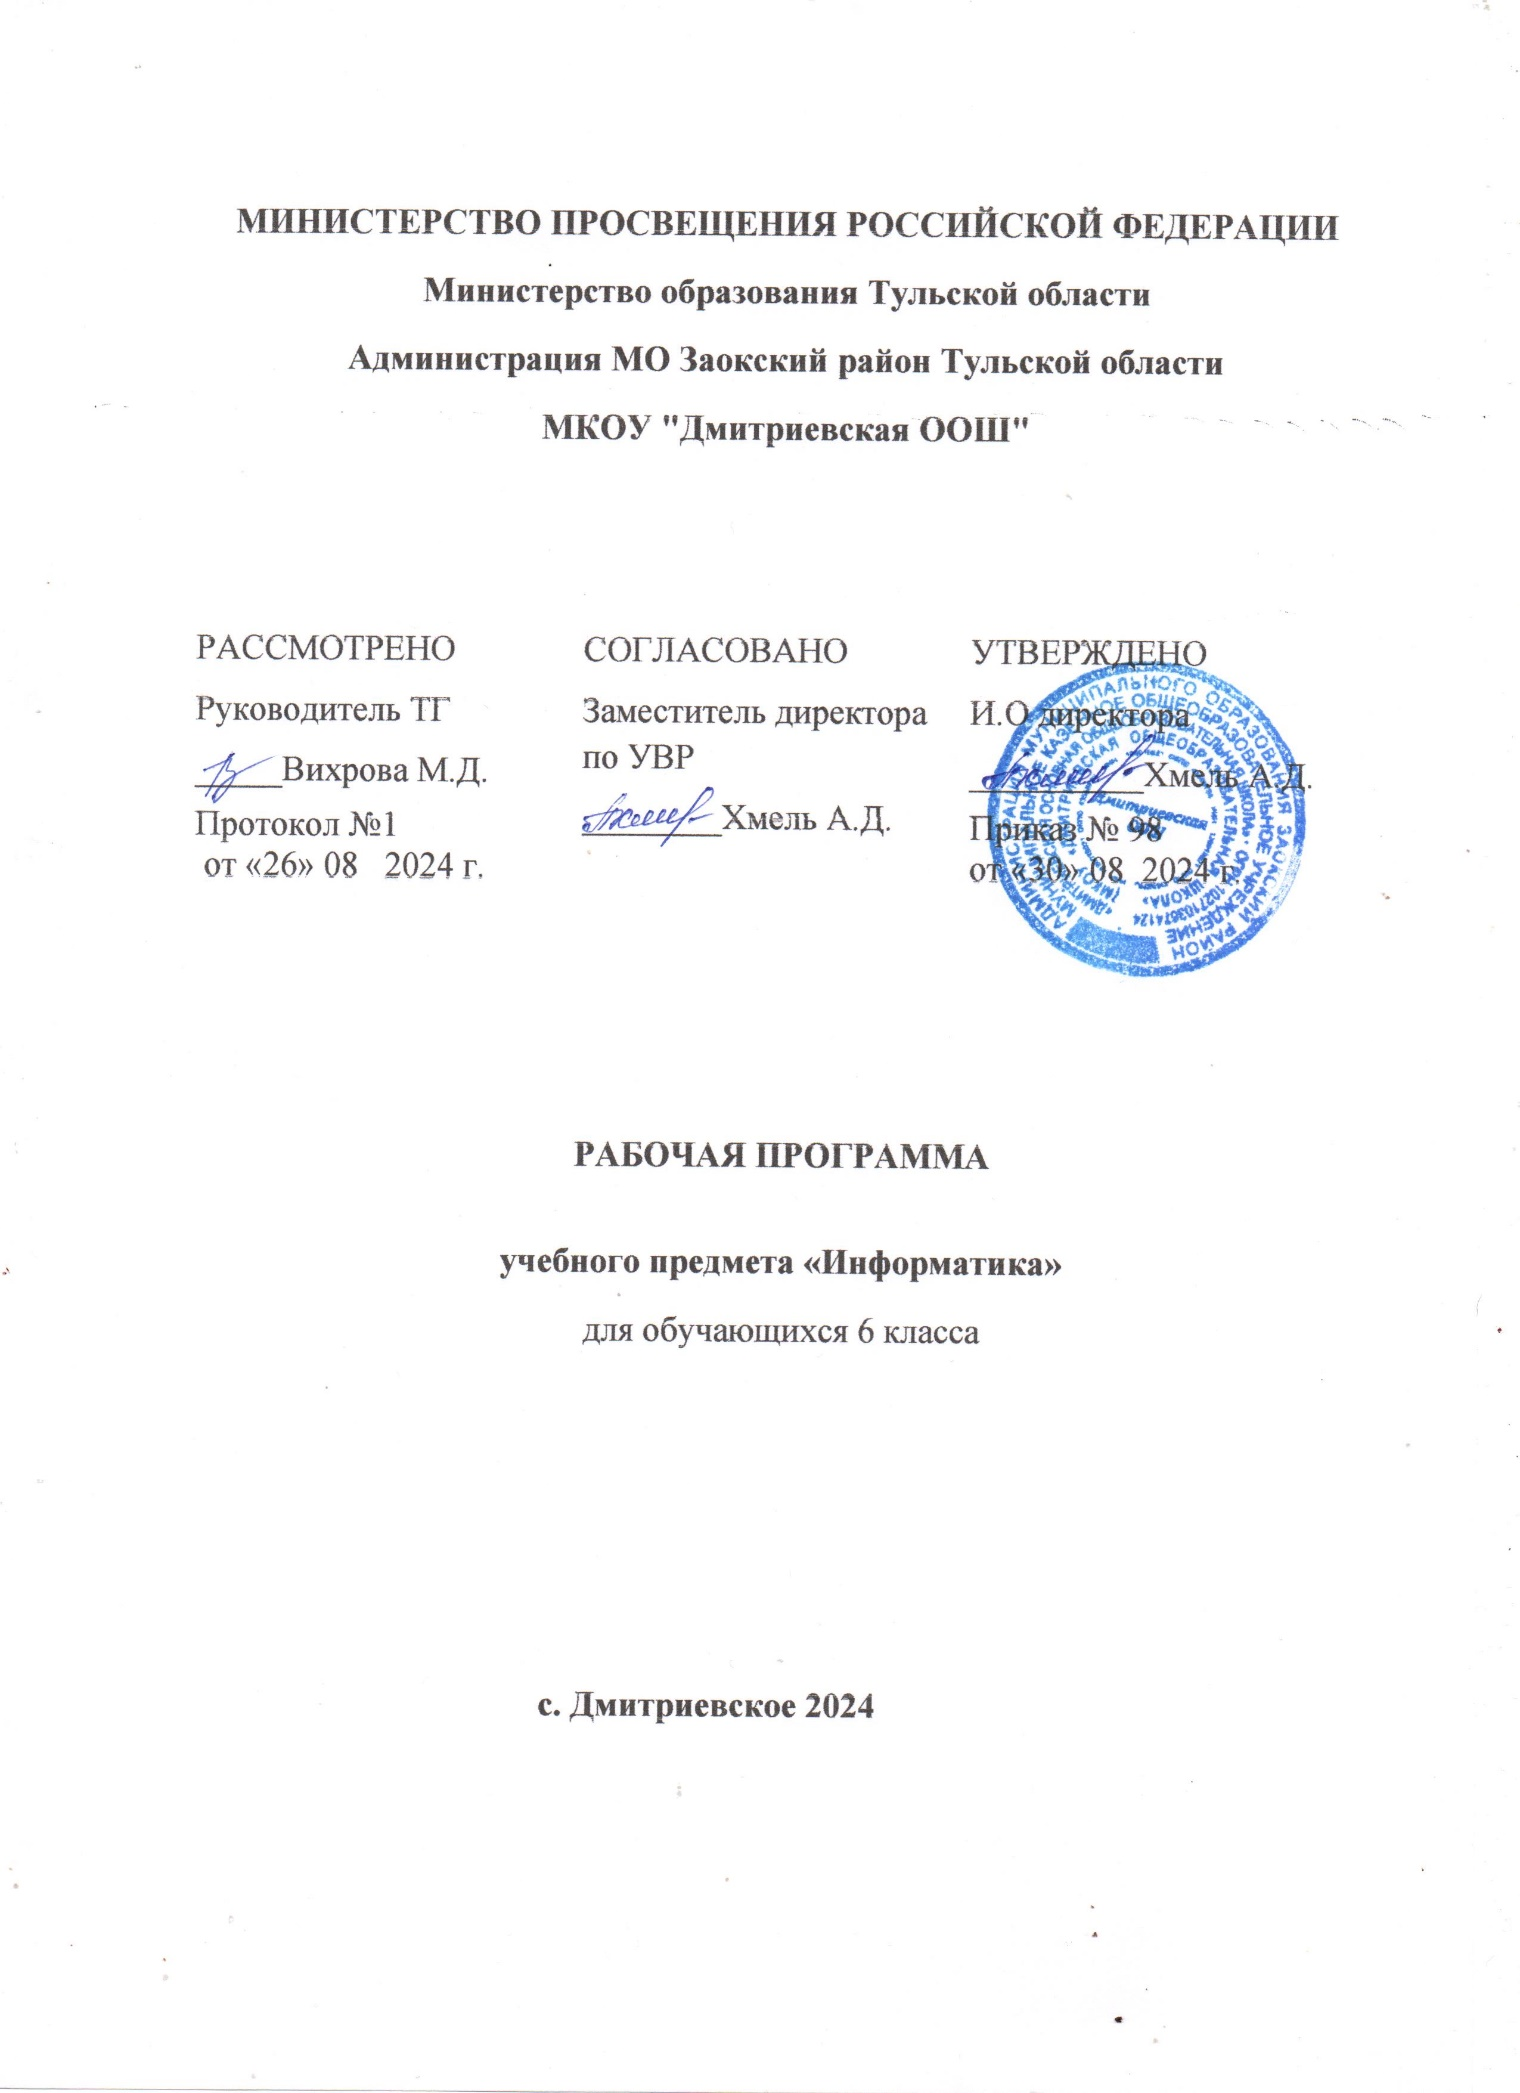 МИНИСТЕРСТВО ПРОСВЕЩЕНИЯ РОССИЙСКОЙ ФЕДЕРАЦИИ
Министерство образования Тульской области
Администрация МО Заокский район Тульской области
МКОУ "Дмитриевская ООШ"
РАССМОТРЕНО
Руководитель ТГ
Вихрова М.Д.
Протокол №1
от «26» 08 2024 г.
СОГЛАСОВАНО
Заместитель директора
по УВР
Хмель А.Д.
УТВЕРЖДЕНО
И.О директора
Хмель А.Д.
Приказ № 98
от «30» 08 2024 г.
РАБОЧАЯ ПРОГРАММА
учебного предмета «Информатика»
для обучающихся 6 класса
с. Дмитриевское 2024